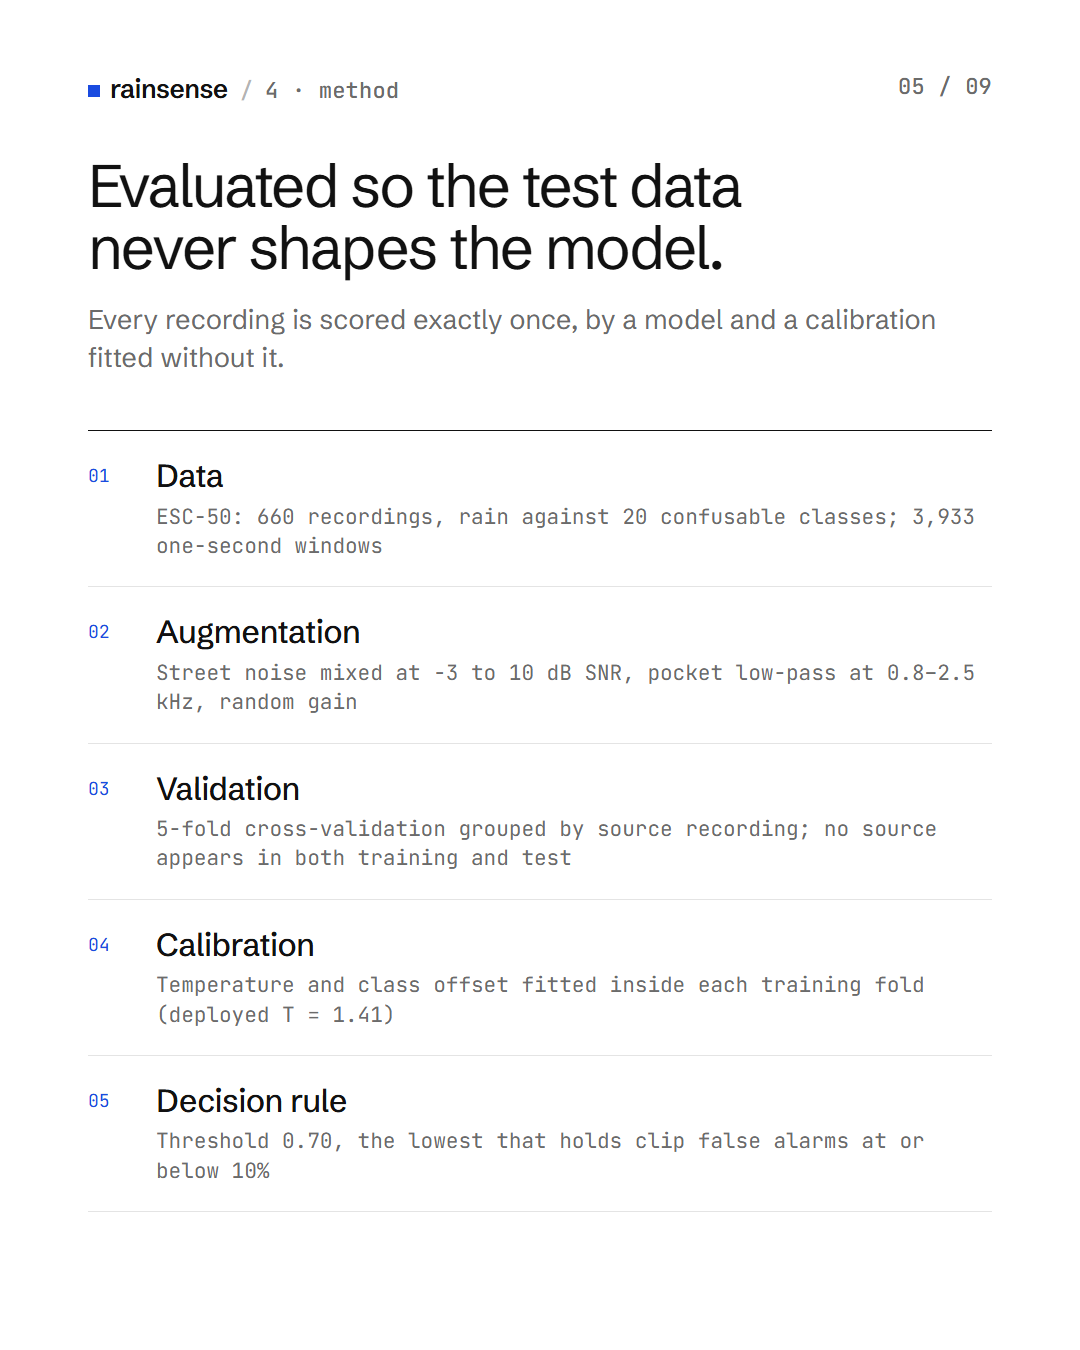 rainsense / 4 · method
05 / 09
Evaluated so the test data
never shapes the model.
Every recording is scored exactly once, by a model and a calibration
fitted without it.
01
Data
ESC-50: 660 recordings, rain against 20 confusable classes; 3,933
one-second windows
02
Augmentation
Street noise mixed at -3 to 10 dB SNR, pocket low-pass at 0.8–2.5
kHz, random gain
03
Validation
5-fold cross-validation grouped by source recording; no source
appears in both training and test
04
Calibration
Temperature and class offset fitted inside each training fold
(deployed T = 1.41)
05
Decision rule
Threshold 0.70, the lowest that holds clip false alarms at or
below 10%